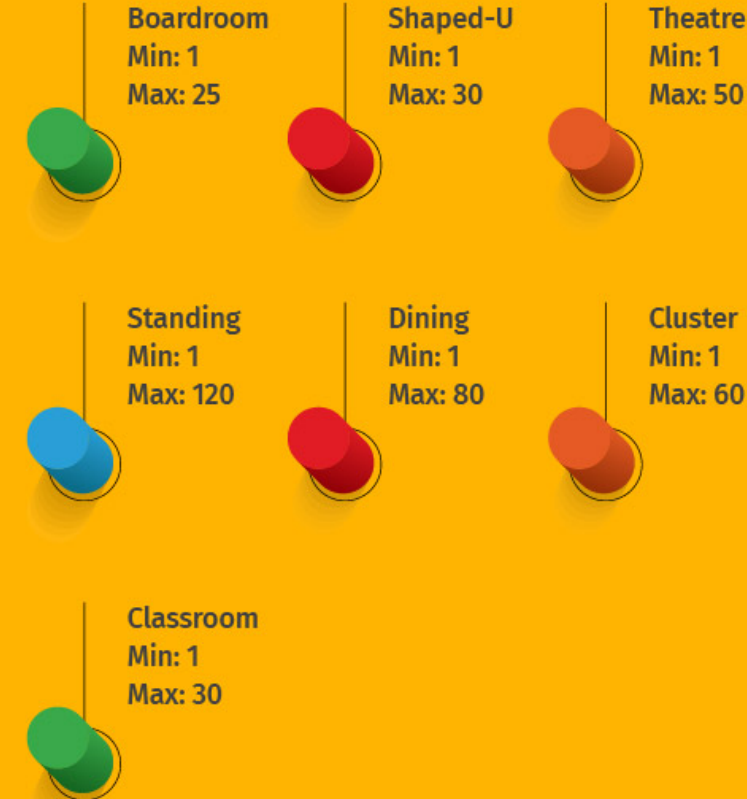 Boardroom
Min: 1
Max: 25
Shaped-U
Min: 1
Max: 30
Theatre
Min: 1
Max: 50
Standing
Min: 1
Max: 120
Dining
Min: 1
Max: 80
Cluster
Min: 1
Max: 60
Classroom
Min: 1
Max: 30